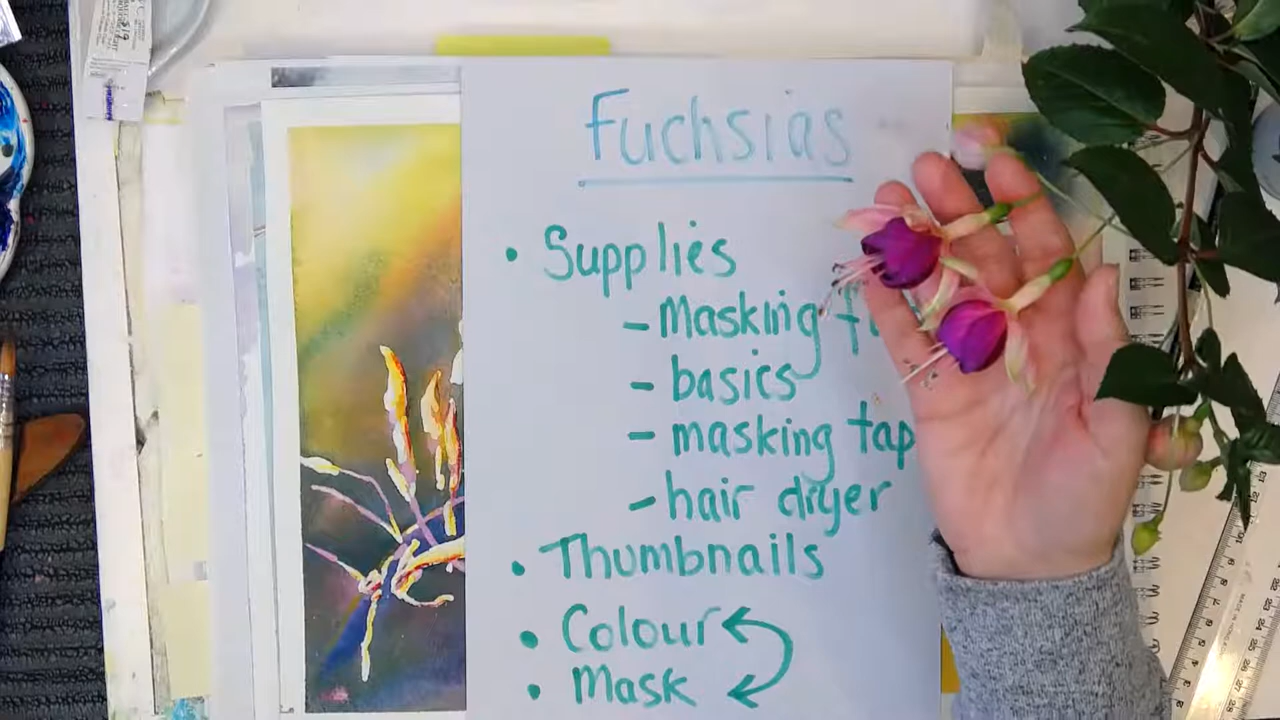 Fuchsias
• Supplies
- Masking
- basics
- masking tap
- hair dryer
• Thumbnails
• Colour
• Mask